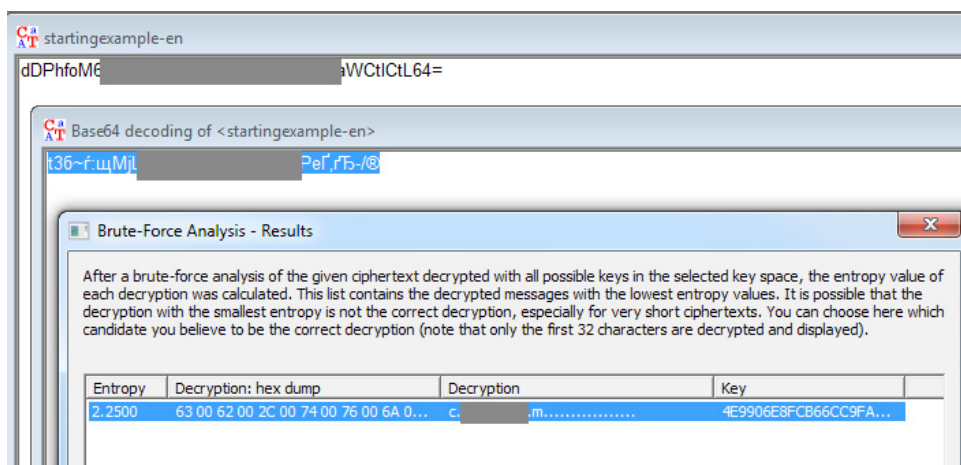 startingexample-en
dDPhfoM6 aWCtICtL64=
Base64 decoding of <startingexample-en>
Brute-Force Analysis - Results
After a brute-force analysis of the given ciphertext decrypted with all possible keys in the selected key space, the entropy value of
each decryption was calculated. This list contains the decrypted messages with the lowest entropy values. It is possible that the
decryption with the smallest entropy is not the correct decryption, especially for very short ciphertexts. You can choose here which
candidate you believe to be the correct decryption (note that only the first 32 characters are decrypted and displayed).
Entropy Decryption: hex dump Decryption Key
2.2500 63 00 62 00 2C 00 74 00 76 00 6A 0... c. .m................ 4E9906E8FCB66CC9FA...